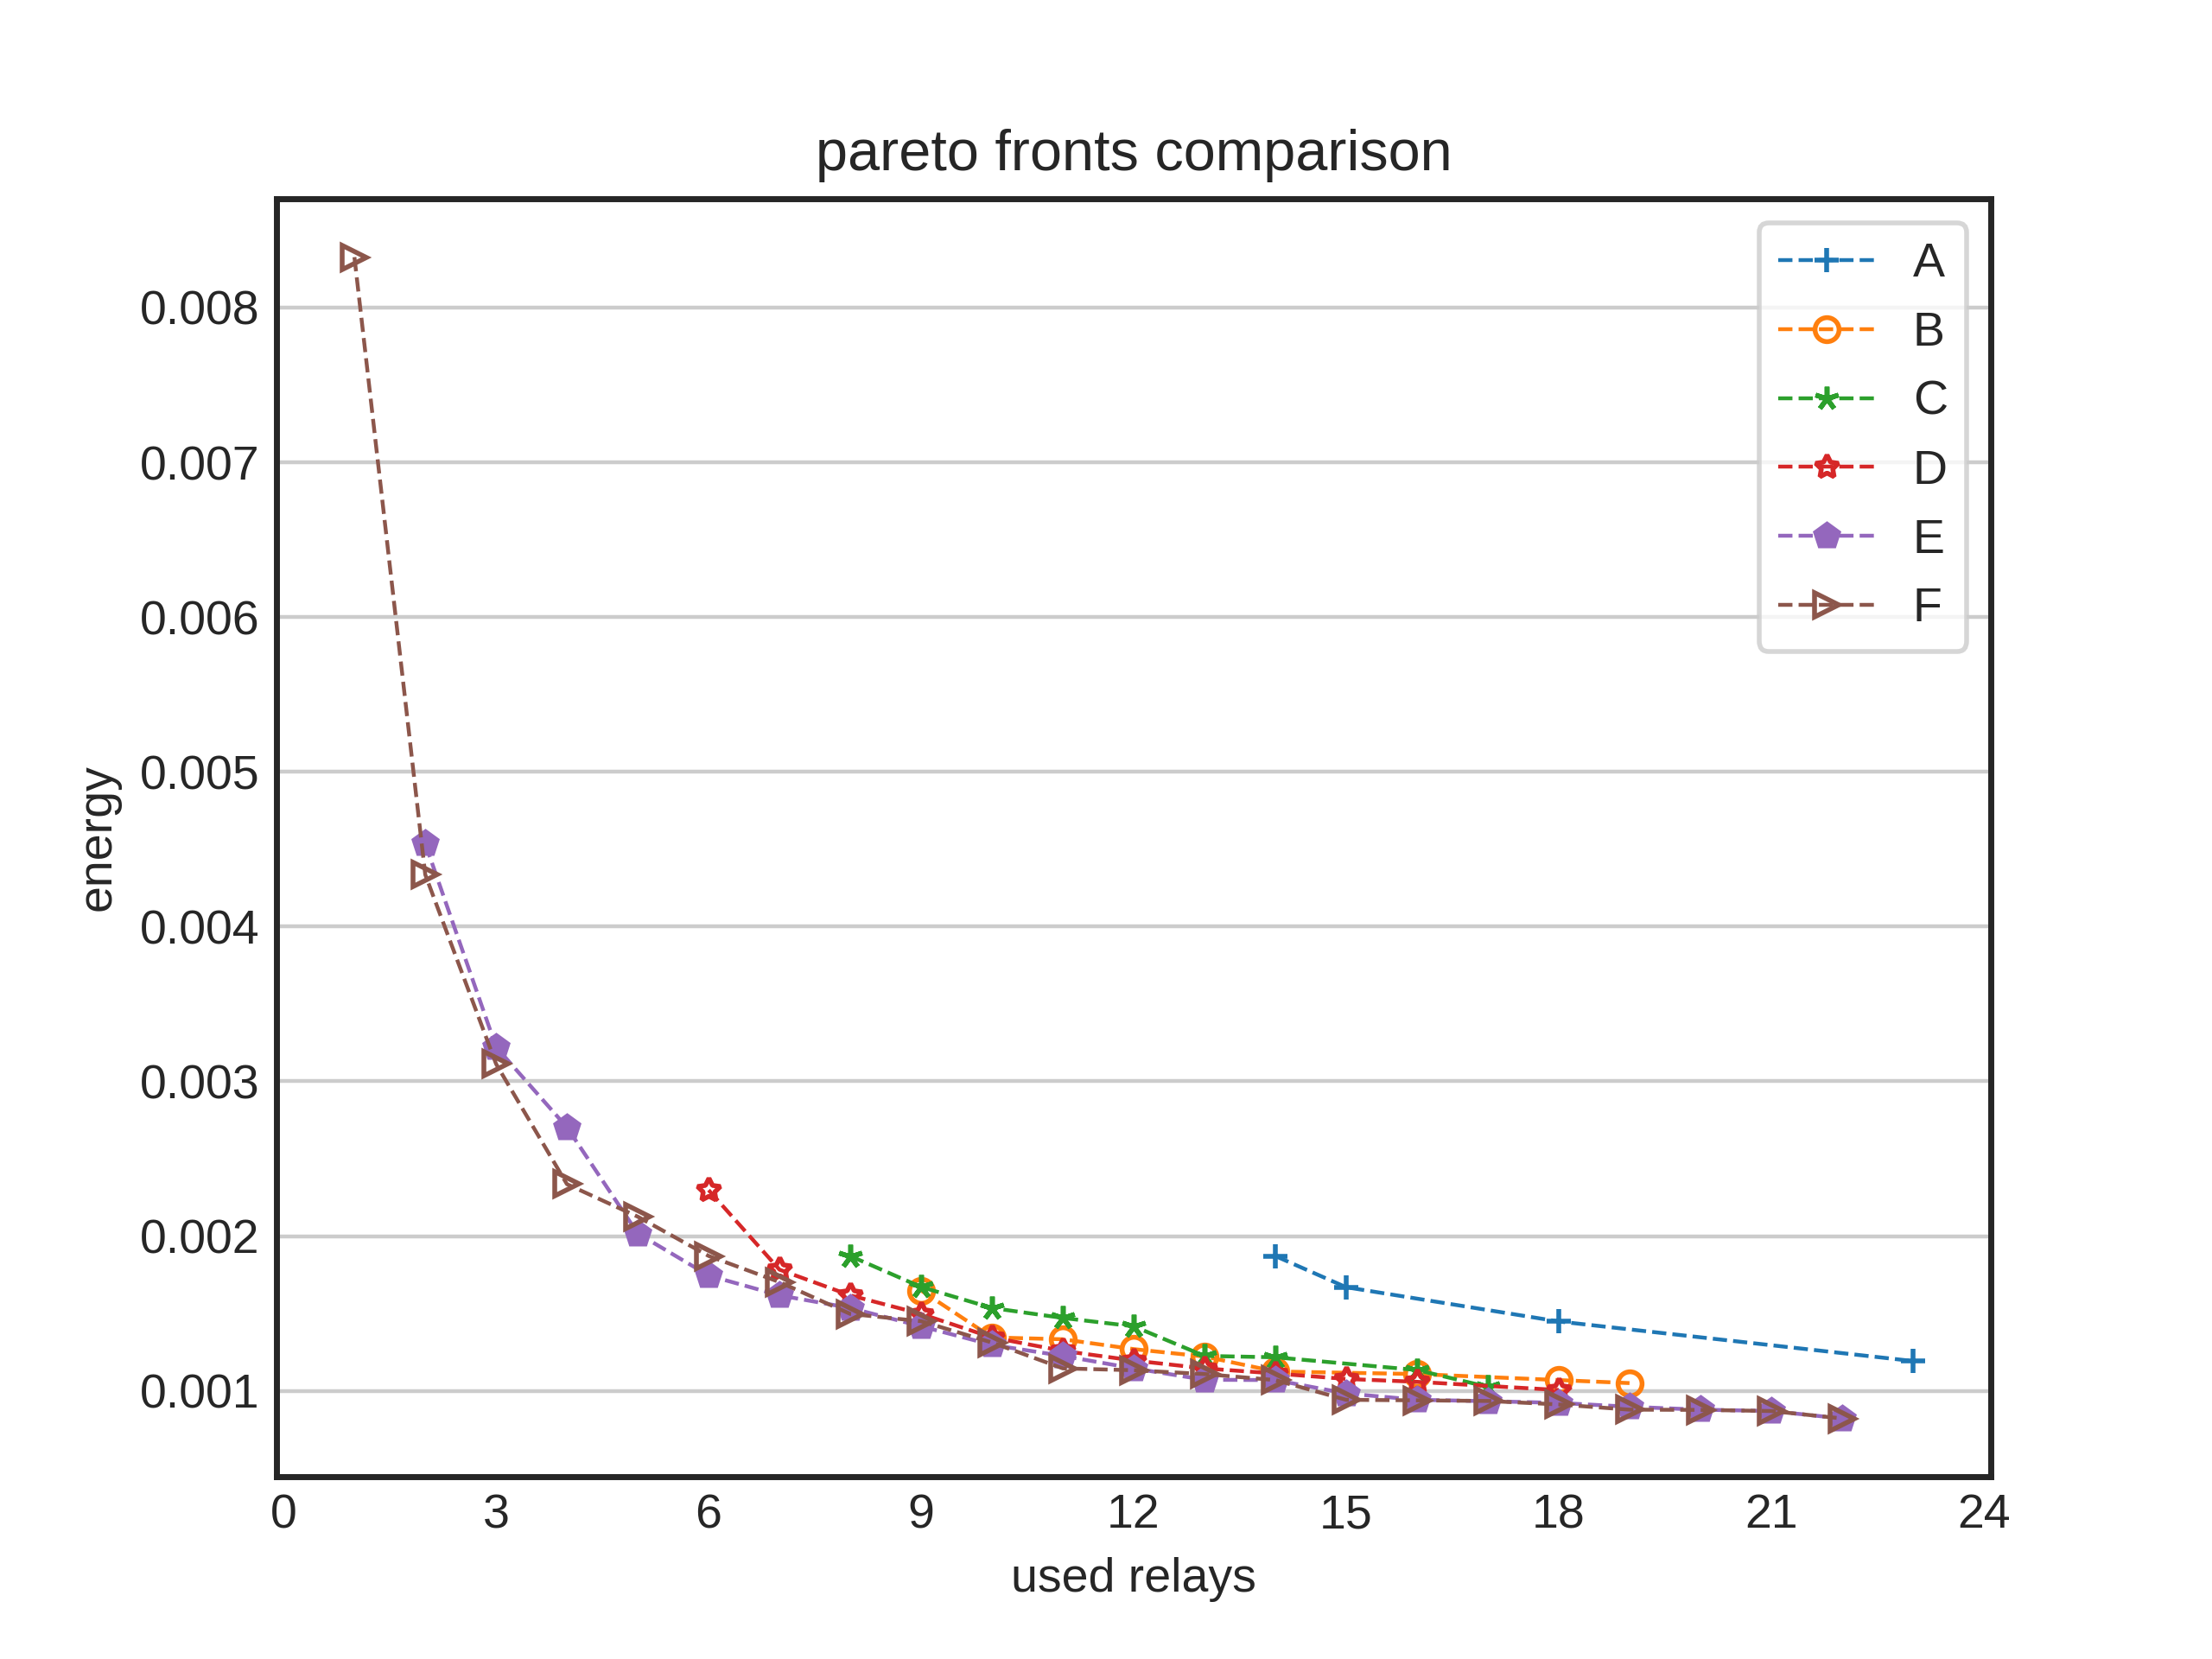 pareto fronts comparison
A
B
C
D
E
F
0.008
0.007
0.006
0.005
0.004
0.003
0.002
0.001
energy
0 3 6 9 12 15 18 21 24
used relays